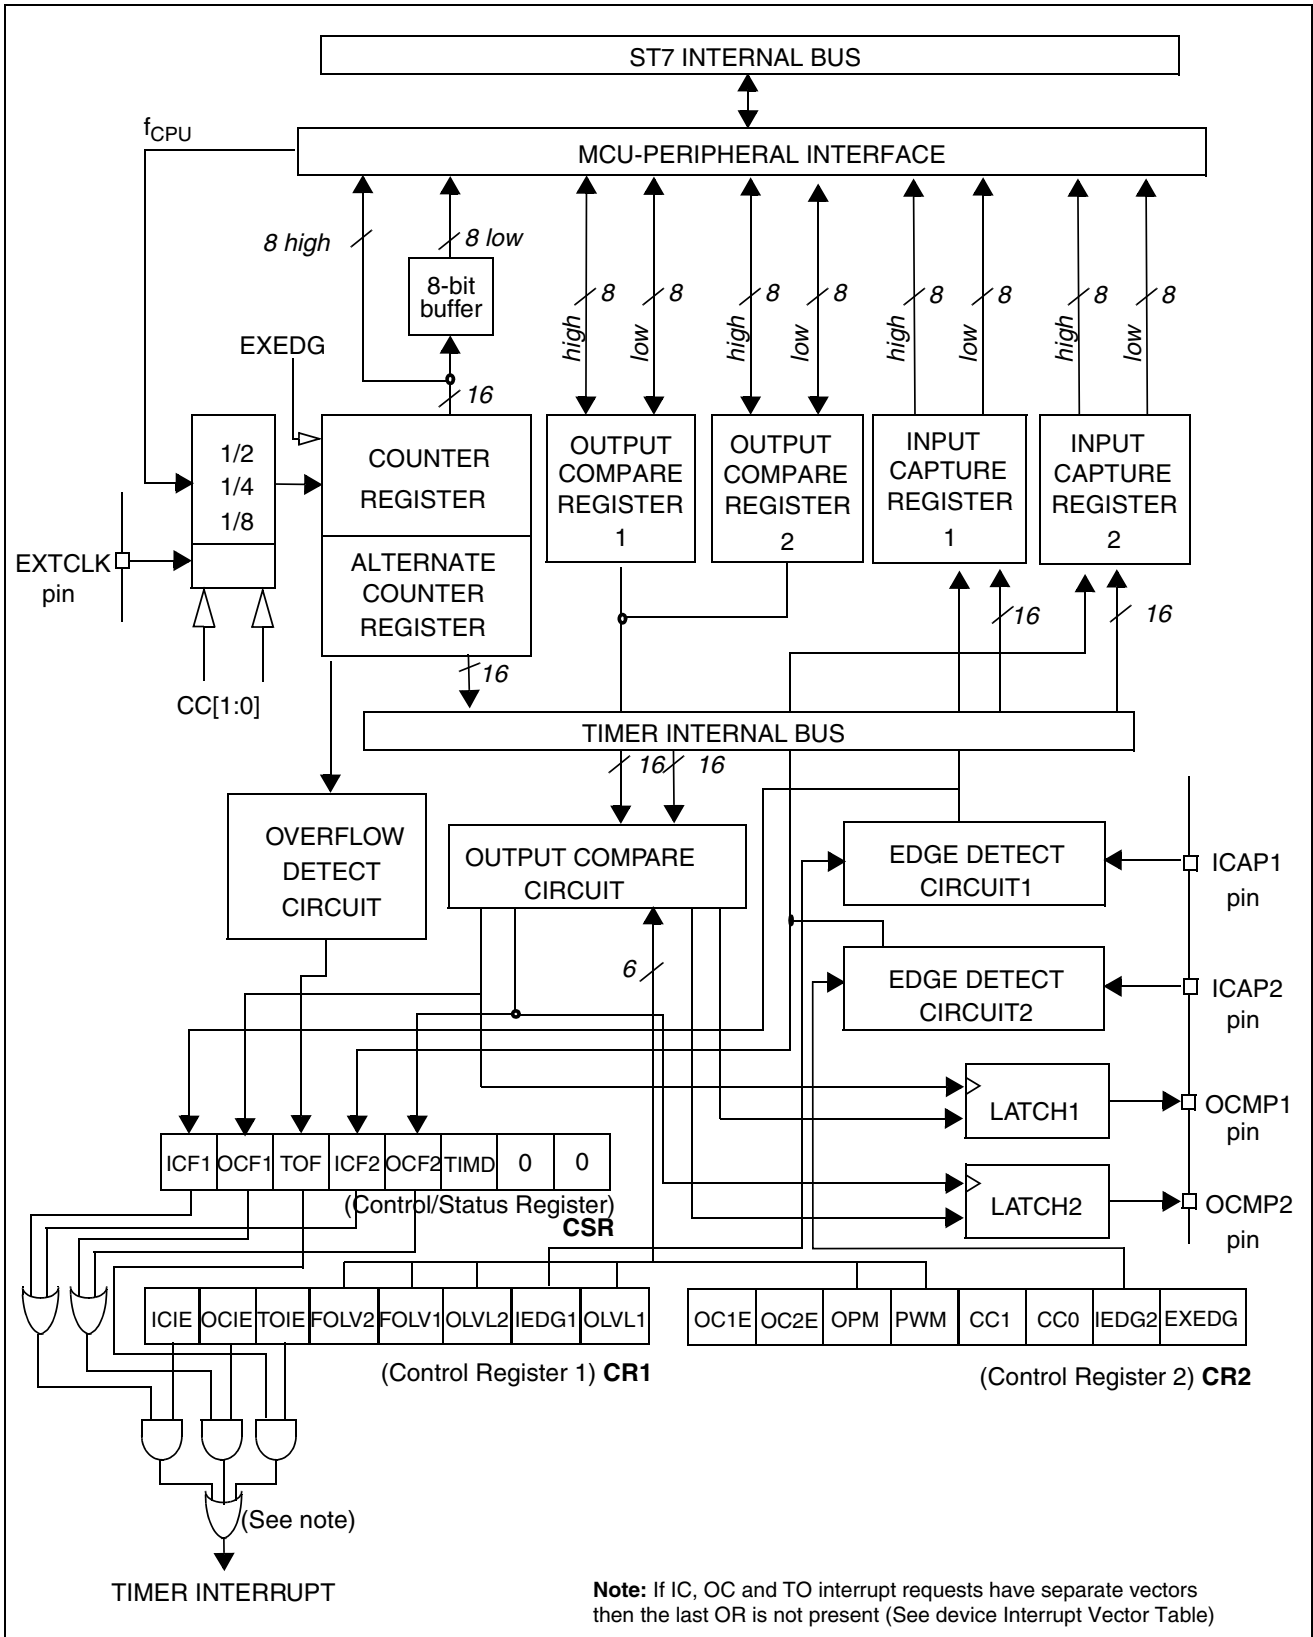 ST7 INTERNAL BUS
fCPU
MCU-PERIPHERAL INTERFACE
8 high
8 low
8-bit
buffer
8
8
8
8
8
8
8
8
high
low
high
low
high
low
high
low
EXEDG
16
1/2
1/4
1/8
COUNTER
REGISTER
ALTERNATE
COUNTER
REGISTER
OUTPUT
COMPARE
REGISTER
1
OUTPUT
COMPARE
REGISTER
2
INPUT
CAPTURE
REGISTER
1
INPUT
CAPTURE
REGISTER
2
EXTCLK
pin
16
16
16
CC[1:0]
TIMER INTERNAL BUS
16
16
OVERFLOW
DETECT
CIRCUIT
OUTPUT COMPARE
CIRCUIT
EDGE DETECT
CIRCUIT1
ICAP1
pin
6
EDGE DETECT
CIRCUIT2
ICAP2
pin
LATCH1
OCMP1
pin
LATCH2
OCMP2
pin
ICF1 OCF1 TOF ICF2 OCF2 TIMD 0 0
(Control/Status Register)
CSR
ICIE OCIE TOIE FOLV2 FOLV1 OLVL2 IEDG1 OLVL1
OC1E OC2E OPM PWM CC1 CC0 IEDG2 EXEDG
(Control Register 1) CR1
(Control Register 2) CR2
(See note)
TIMER INTERRUPT
Note: If IC, OC and TO interrupt requests have separate vectors
then the last OR is not present (See device Interrupt Vector Table)